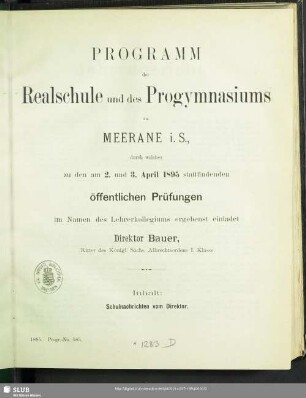 PROGRAMM
der
Realschule und des Progymnasiums
zu
MEERANE i. S.,
durch welches
zu den am 2. und 3. April 1895 stattfindenden
öffentlichen Prüfungen
im Namen des Lehrerkollegiums ergebenst einladet
Direktor Bauer,
Ritter des Königl. Sächs. Albrechtsordens I. Klasse.
Inhalt:
Schulnachrichten vom Direktor.
1895. Progr.-No.
* 1283 D
SLUB